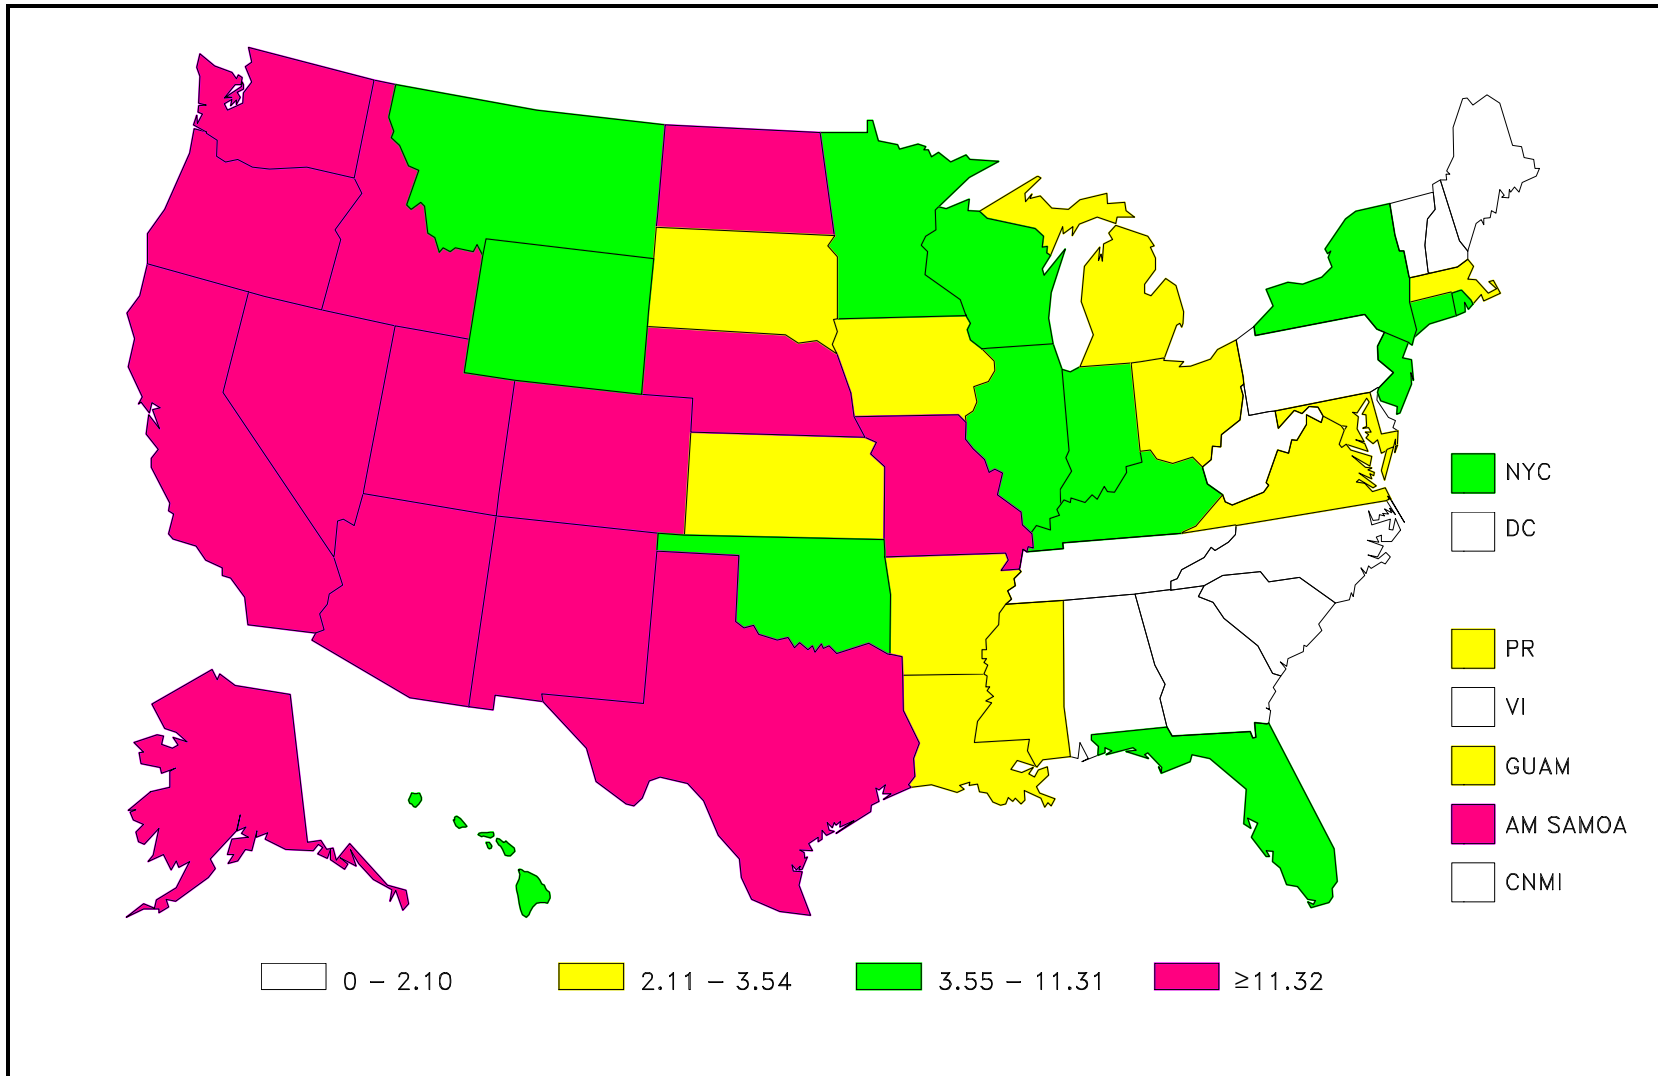 NYC
DC
PR
VI
GUAM
AM SAMOA
CNMI
0 – 2.10
2.11 – 3.54
3.55 – 11.31
≥11.32